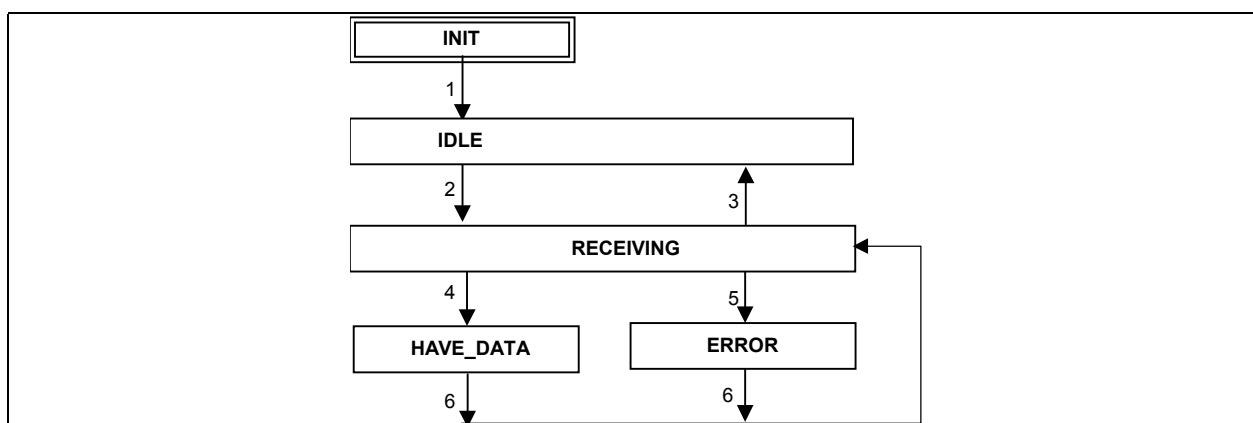 INIT
1
IDLE
2
3
RECEIVING
4
5
HAVE_DATA
ERROR
6
6